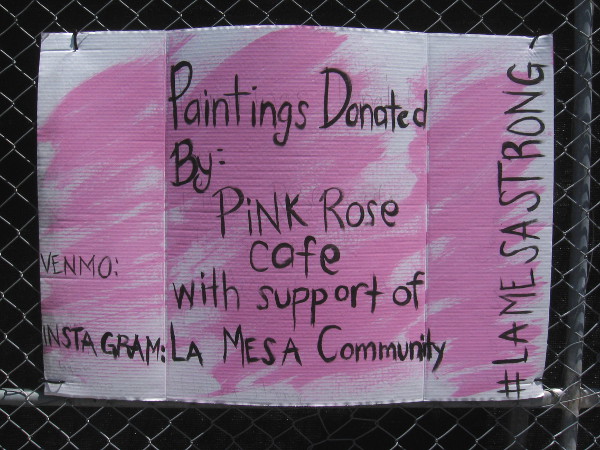 Paintings Donated
By:
PiNK Rose
cafe
with support of
LA MESA Community
VENMO:
INSTAGRAM:
#LAMESASTRONG